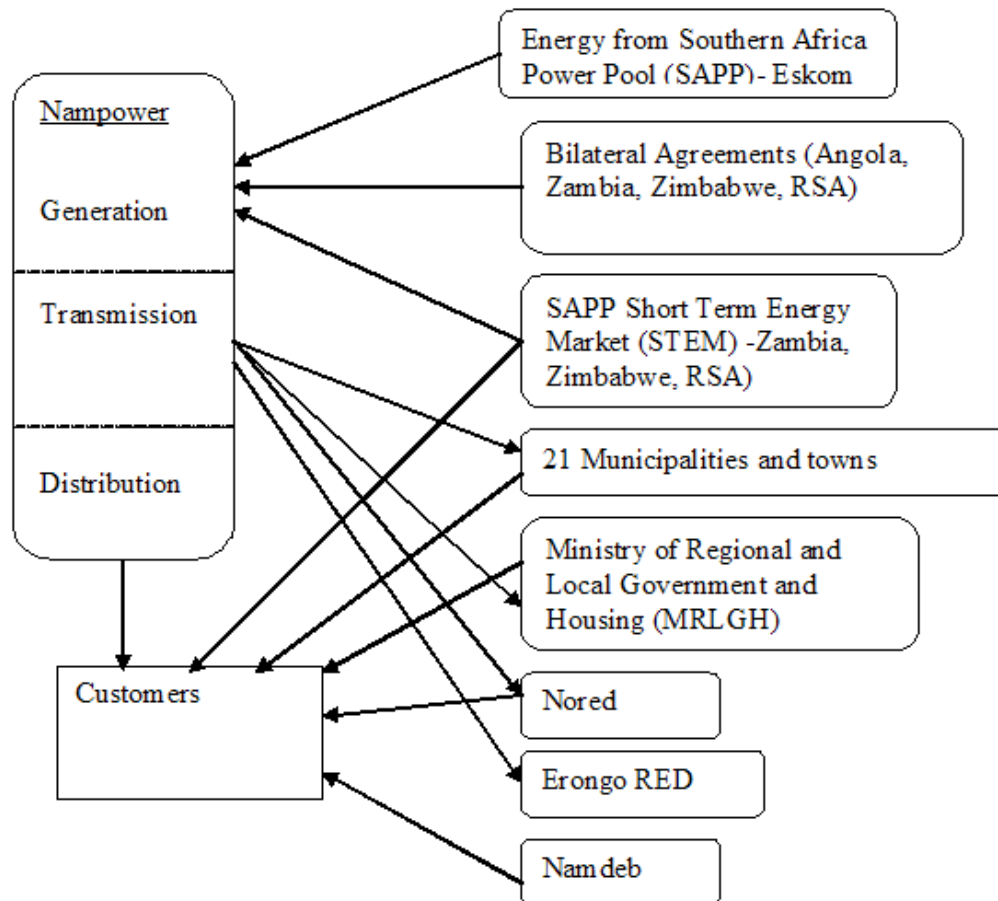 Nampower
Generation
Transmission
Distribution
Customers
Energy from Southern Africa
Power Pool (SAPP)- Eskom
Bilateral Agreements (Angola,
Zambia, Zimbabwe, RSA)
SAPP Short Term Energy
Market (STEM) -Zambia,
Zimbabwe, RSA)
21 Municipalities and towns
Ministry of Regional and
Local Government and
Housing (MRLGH)
Nored
Erongo RED
Namdeb